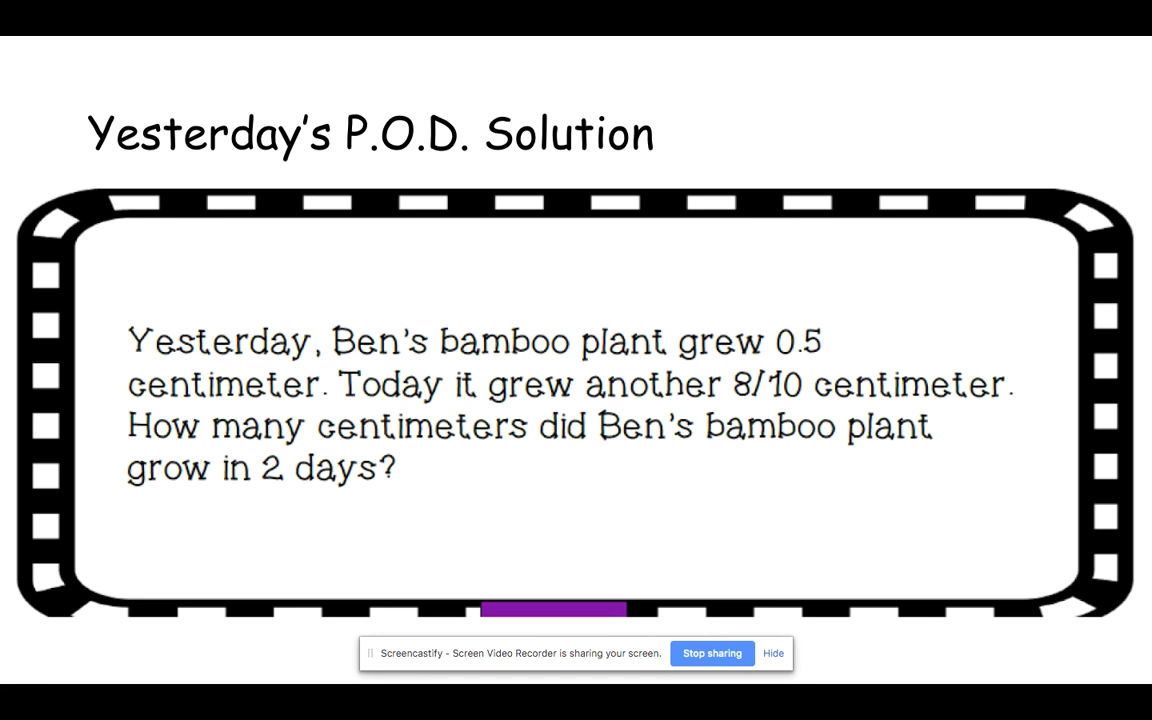 Yesterday's P.O.D. Solution
Yesterday, Ben's bamboo plant grew 0.5
centimeter. Today it grew another 8/10 centimeter.
How many centimeters did Ben's bamboo plant
grow in 2 days?
Screencastify - Screen Video Recorder is sharing your screen. Stop sharing Hide